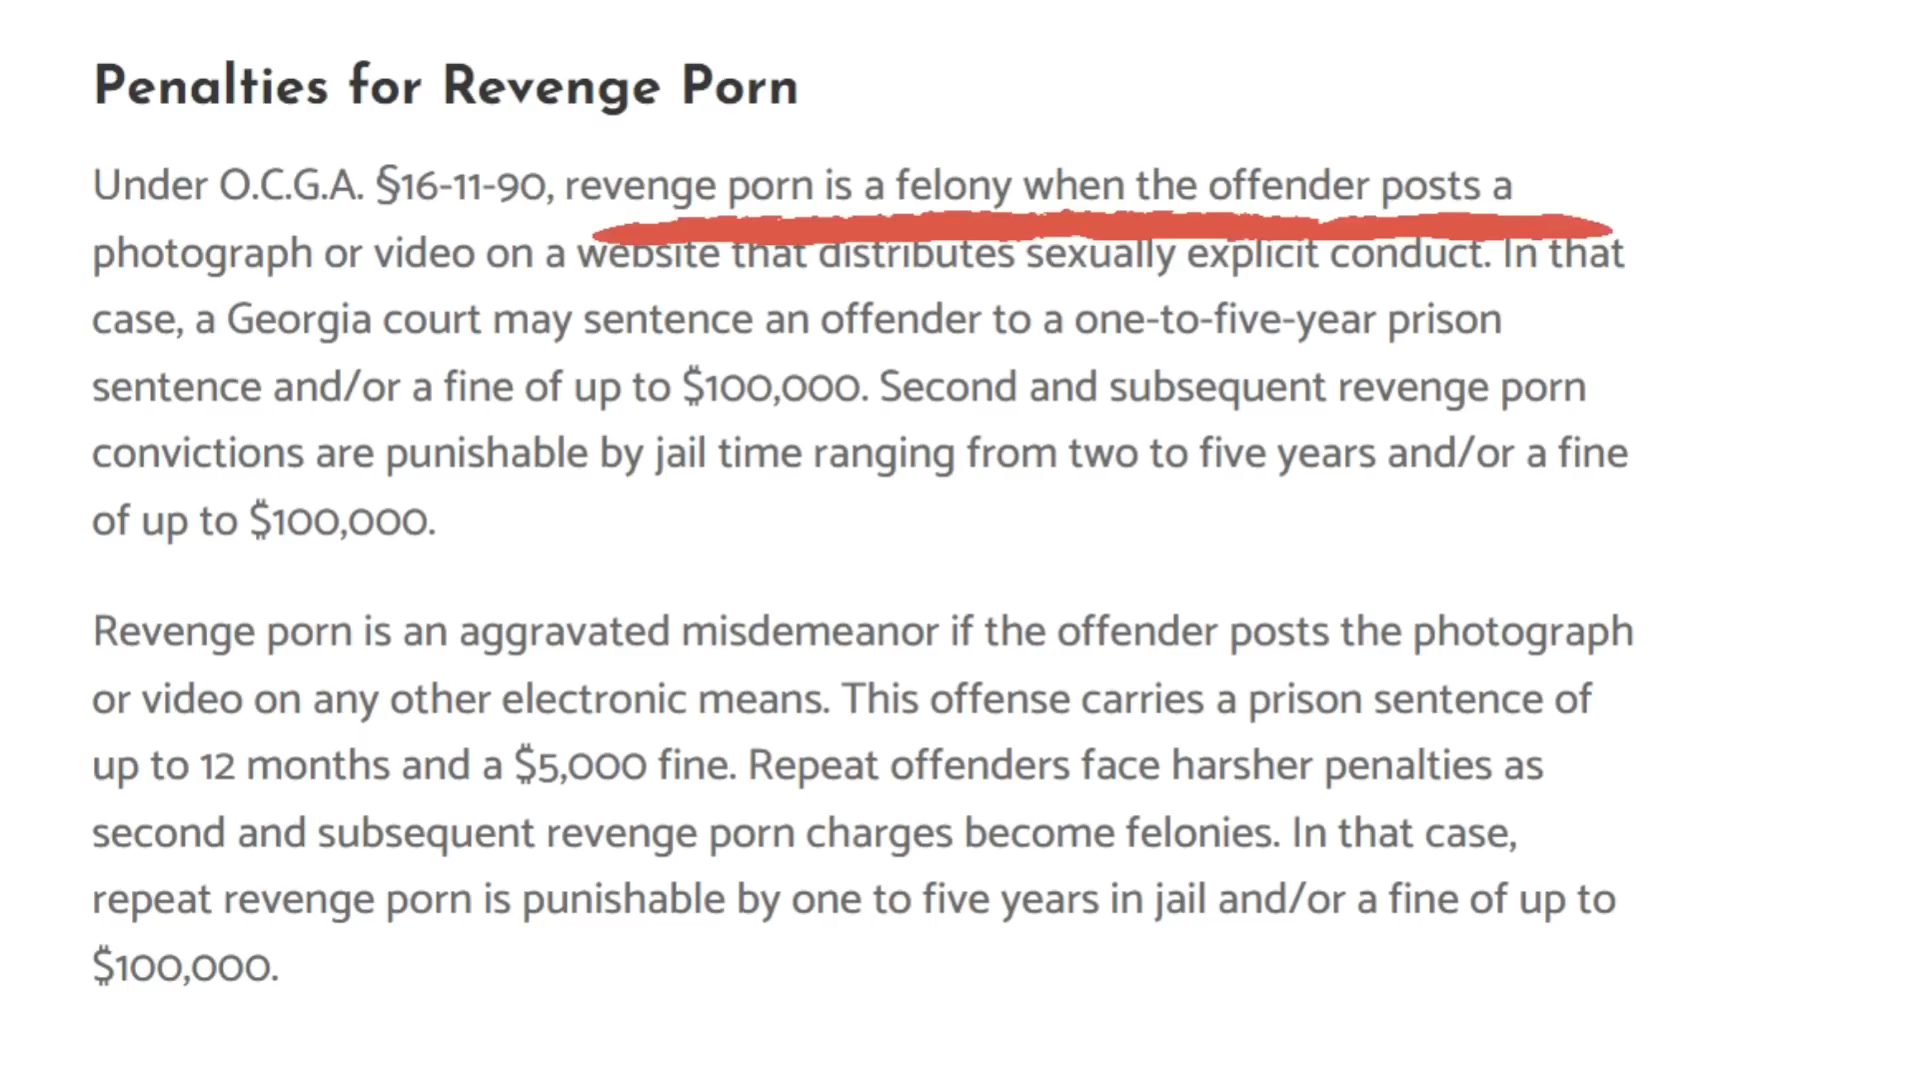 Penalties for Revenge Porn
Under O.C.G.A. §16-11-90, revenge porn is a felony when the offender posts a
photograph or video on a website that distributes sexually explicit conduct. In that
case, a Georgia court may sentence an offender to a one-to-five-year prison
sentence and/or a fine of up to $100,000. Second and subsequent revenge porn
convictions are punishable by jail time ranging from two to five years and/or a fine
of up to $100,000.
Revenge porn is an aggravated misdemeanor if the offender posts the photograph
or video on any other electronic means. This offense carries a prison sentence of
up to 12 months and a $5,000 fine. Repeat offenders face harsher penalties as
second and subsequent revenge porn charges become felonies. In that case,
repeat revenge porn is punishable by one to five years in jail and/or a fine of up to
$100,000.